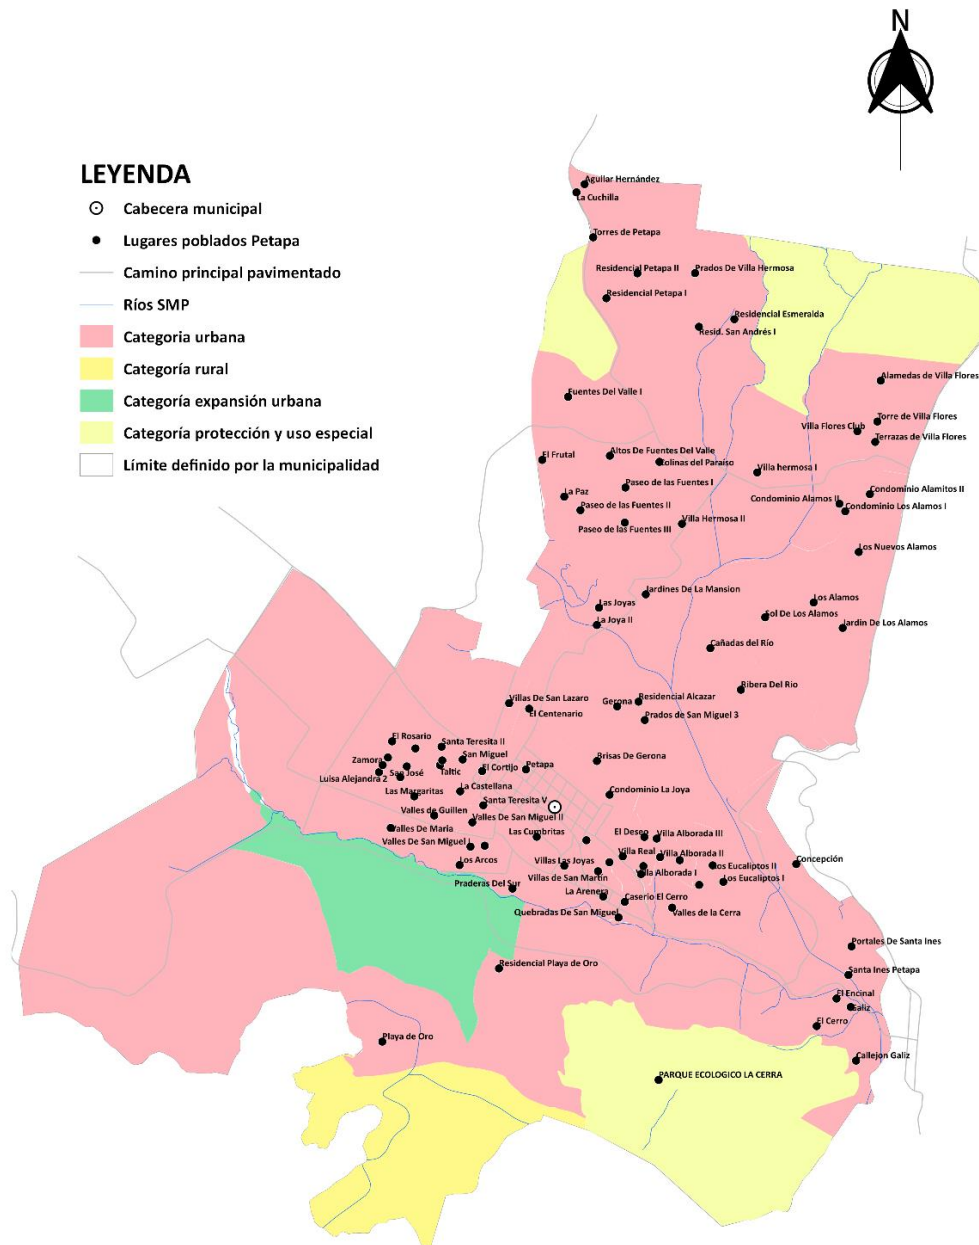 N
LEYENDA
Cabecera municipal
Lugares poblados Petapa
Camino principal pavimentado
Ríos SMP
Categoria urbana
Categoría rural
Categoría expansión urbana
Categoría protección y uso especial
Límite definido por la municipalidad
Aguilar Hernández
La Cuchilla
Torres de Petapa
Residencial Petapa II
Prados De Villa Hermosa
Residencial Petapa I
Residencial Esmeralda
Resid. San Andrés I
Alamedas de Villa Flores
Fuentes Del Valle I
Torre de Villa Flores
Villa Flores Club
Terrazas de Villa Flores
El Frutal
Altos De Fuentes Del Valle
Colinas del Paraíso
Villa hermosa I
Paseo de las Fuentes I
La Paz
Condominio Alamitos II
Condominio Alamos II
Paseo de las Fuentes II
Condominio Los Alamos I
Villa Hermosa II
Paseo de las Fuentes III
Los Nuevos Alamos
Jardines De La Mansion
Las Joyas
Los Alamos
La Joya II
Sol De Los Alamos
Jardin De Los Alamos
Cañadas del Río
Ribera Del Rio
Villas De San Lazaro
Residencial Alcazar
Gerona
El Centenario
Prados de San Miguel 3
El Rosario
Santa Teresita II
Brisas De Gerona
Zamora
San Miguel
Petapa
El Cortijo
Taltic
San José
Luisa Alejandra 2
La Castellana
Las Margaritas
Condominio La Joya
Santa Teresita V
Valles de Guillen
Valles De San Miguel II
Valles De Maria
Las Cumbritas
El Deseo
Villa Alborada III
Valles De San Miguel I
Villa Real
Villa Alborada II
Los Arcos
Villas Las Joyas
Los Eucaliptos II
Concepción
Villas de San Martín
Villa Alborada I
Los Eucaliptos I
Praderas Del Sur
La Arenera
Caserio El Cerro
Quebradas De San Miguel
Valles de la Cerra
Portales De Santa Ines
Residencial Playa de Oro
Santa Ines Petapa
El Encinal
Galiz
El Cerro
Playa de Oro
Callejon Galiz
PARQUE ECOLOGICO LA CERRA